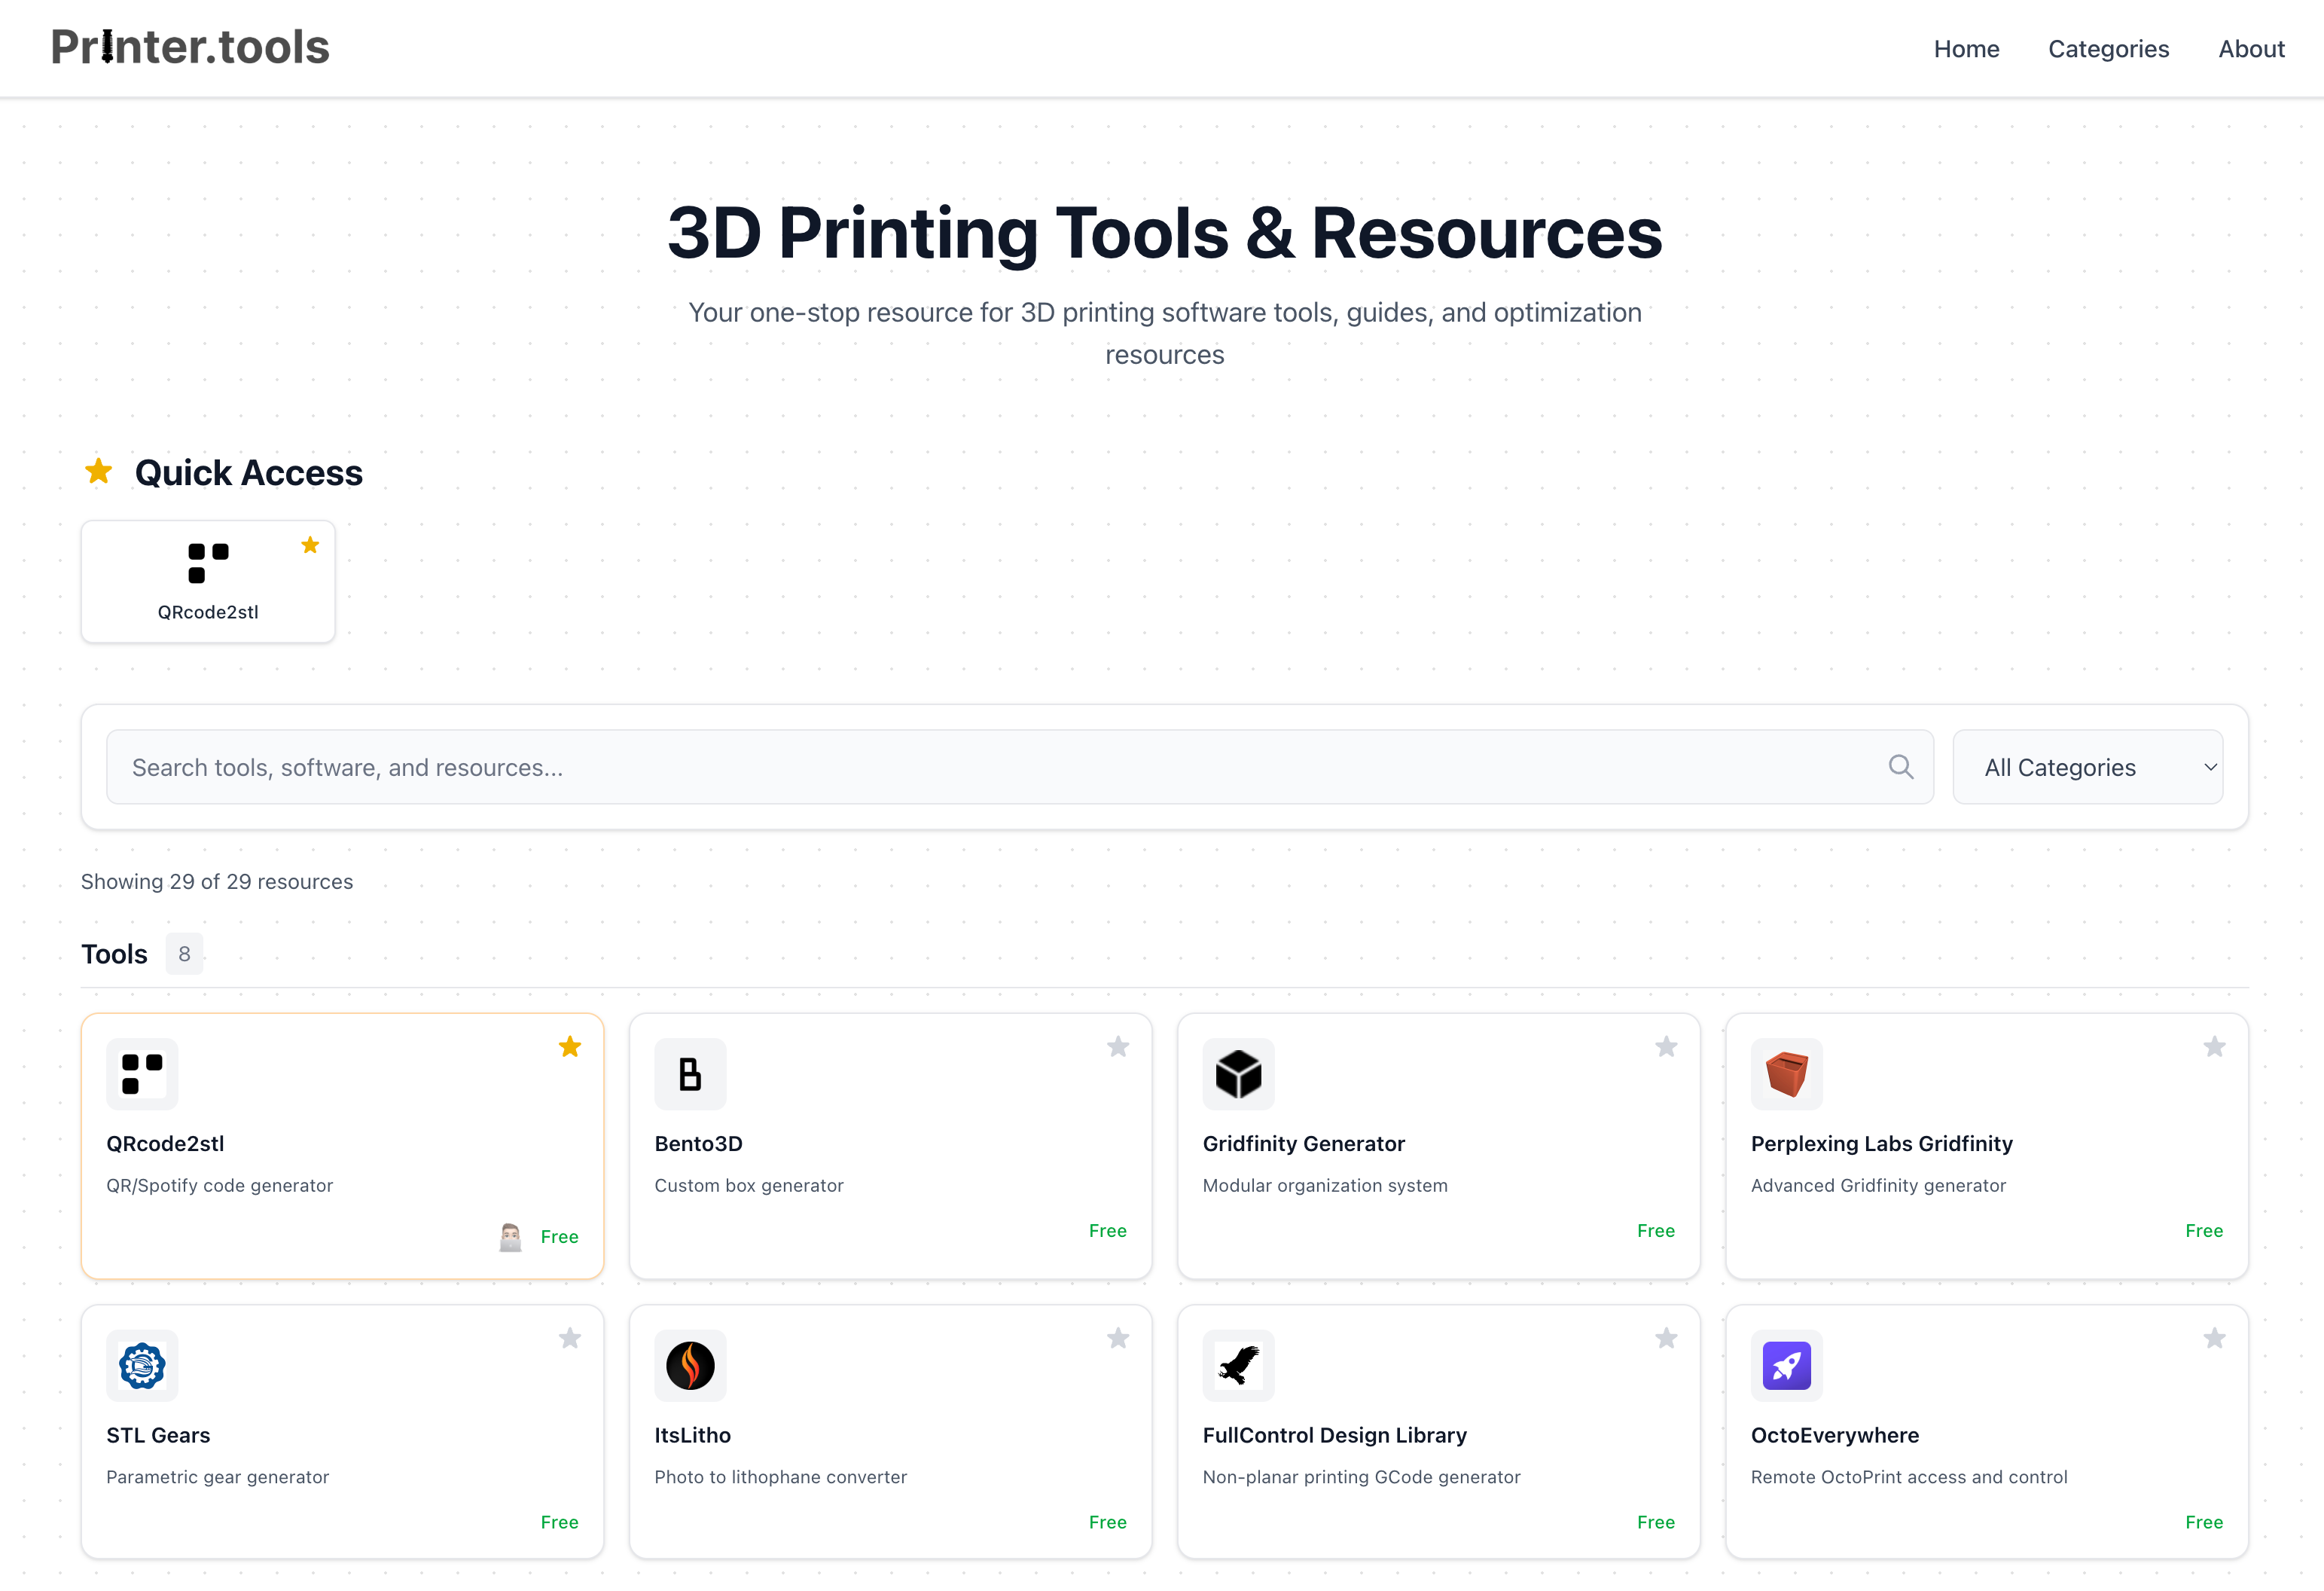 Printer.tools
Home Categories About
3D Printing Tools & Resources
Your one-stop resource for 3D printing software tools, guides, and optimization
resources
Quick Access
QRcode2stl
Search tools, software, and resources...
All Categories
Showing 29 of 29 resources
Tools 8
QRcode2stl
QR/Spotify code generator
Free
Bento3D
Custom box generator
Free
Gridfinity Generator
Modular organization system
Free
Perplexing Labs Gridfinity
Advanced Gridfinity generator
Free
STL Gears
Parametric gear generator
Free
ItsLitho
Photo to lithophane converter
Free
FullControl Design Library
Non-planar printing GCode generator
Free
OctoEverywhere
Remote OctoPrint access and control
Free